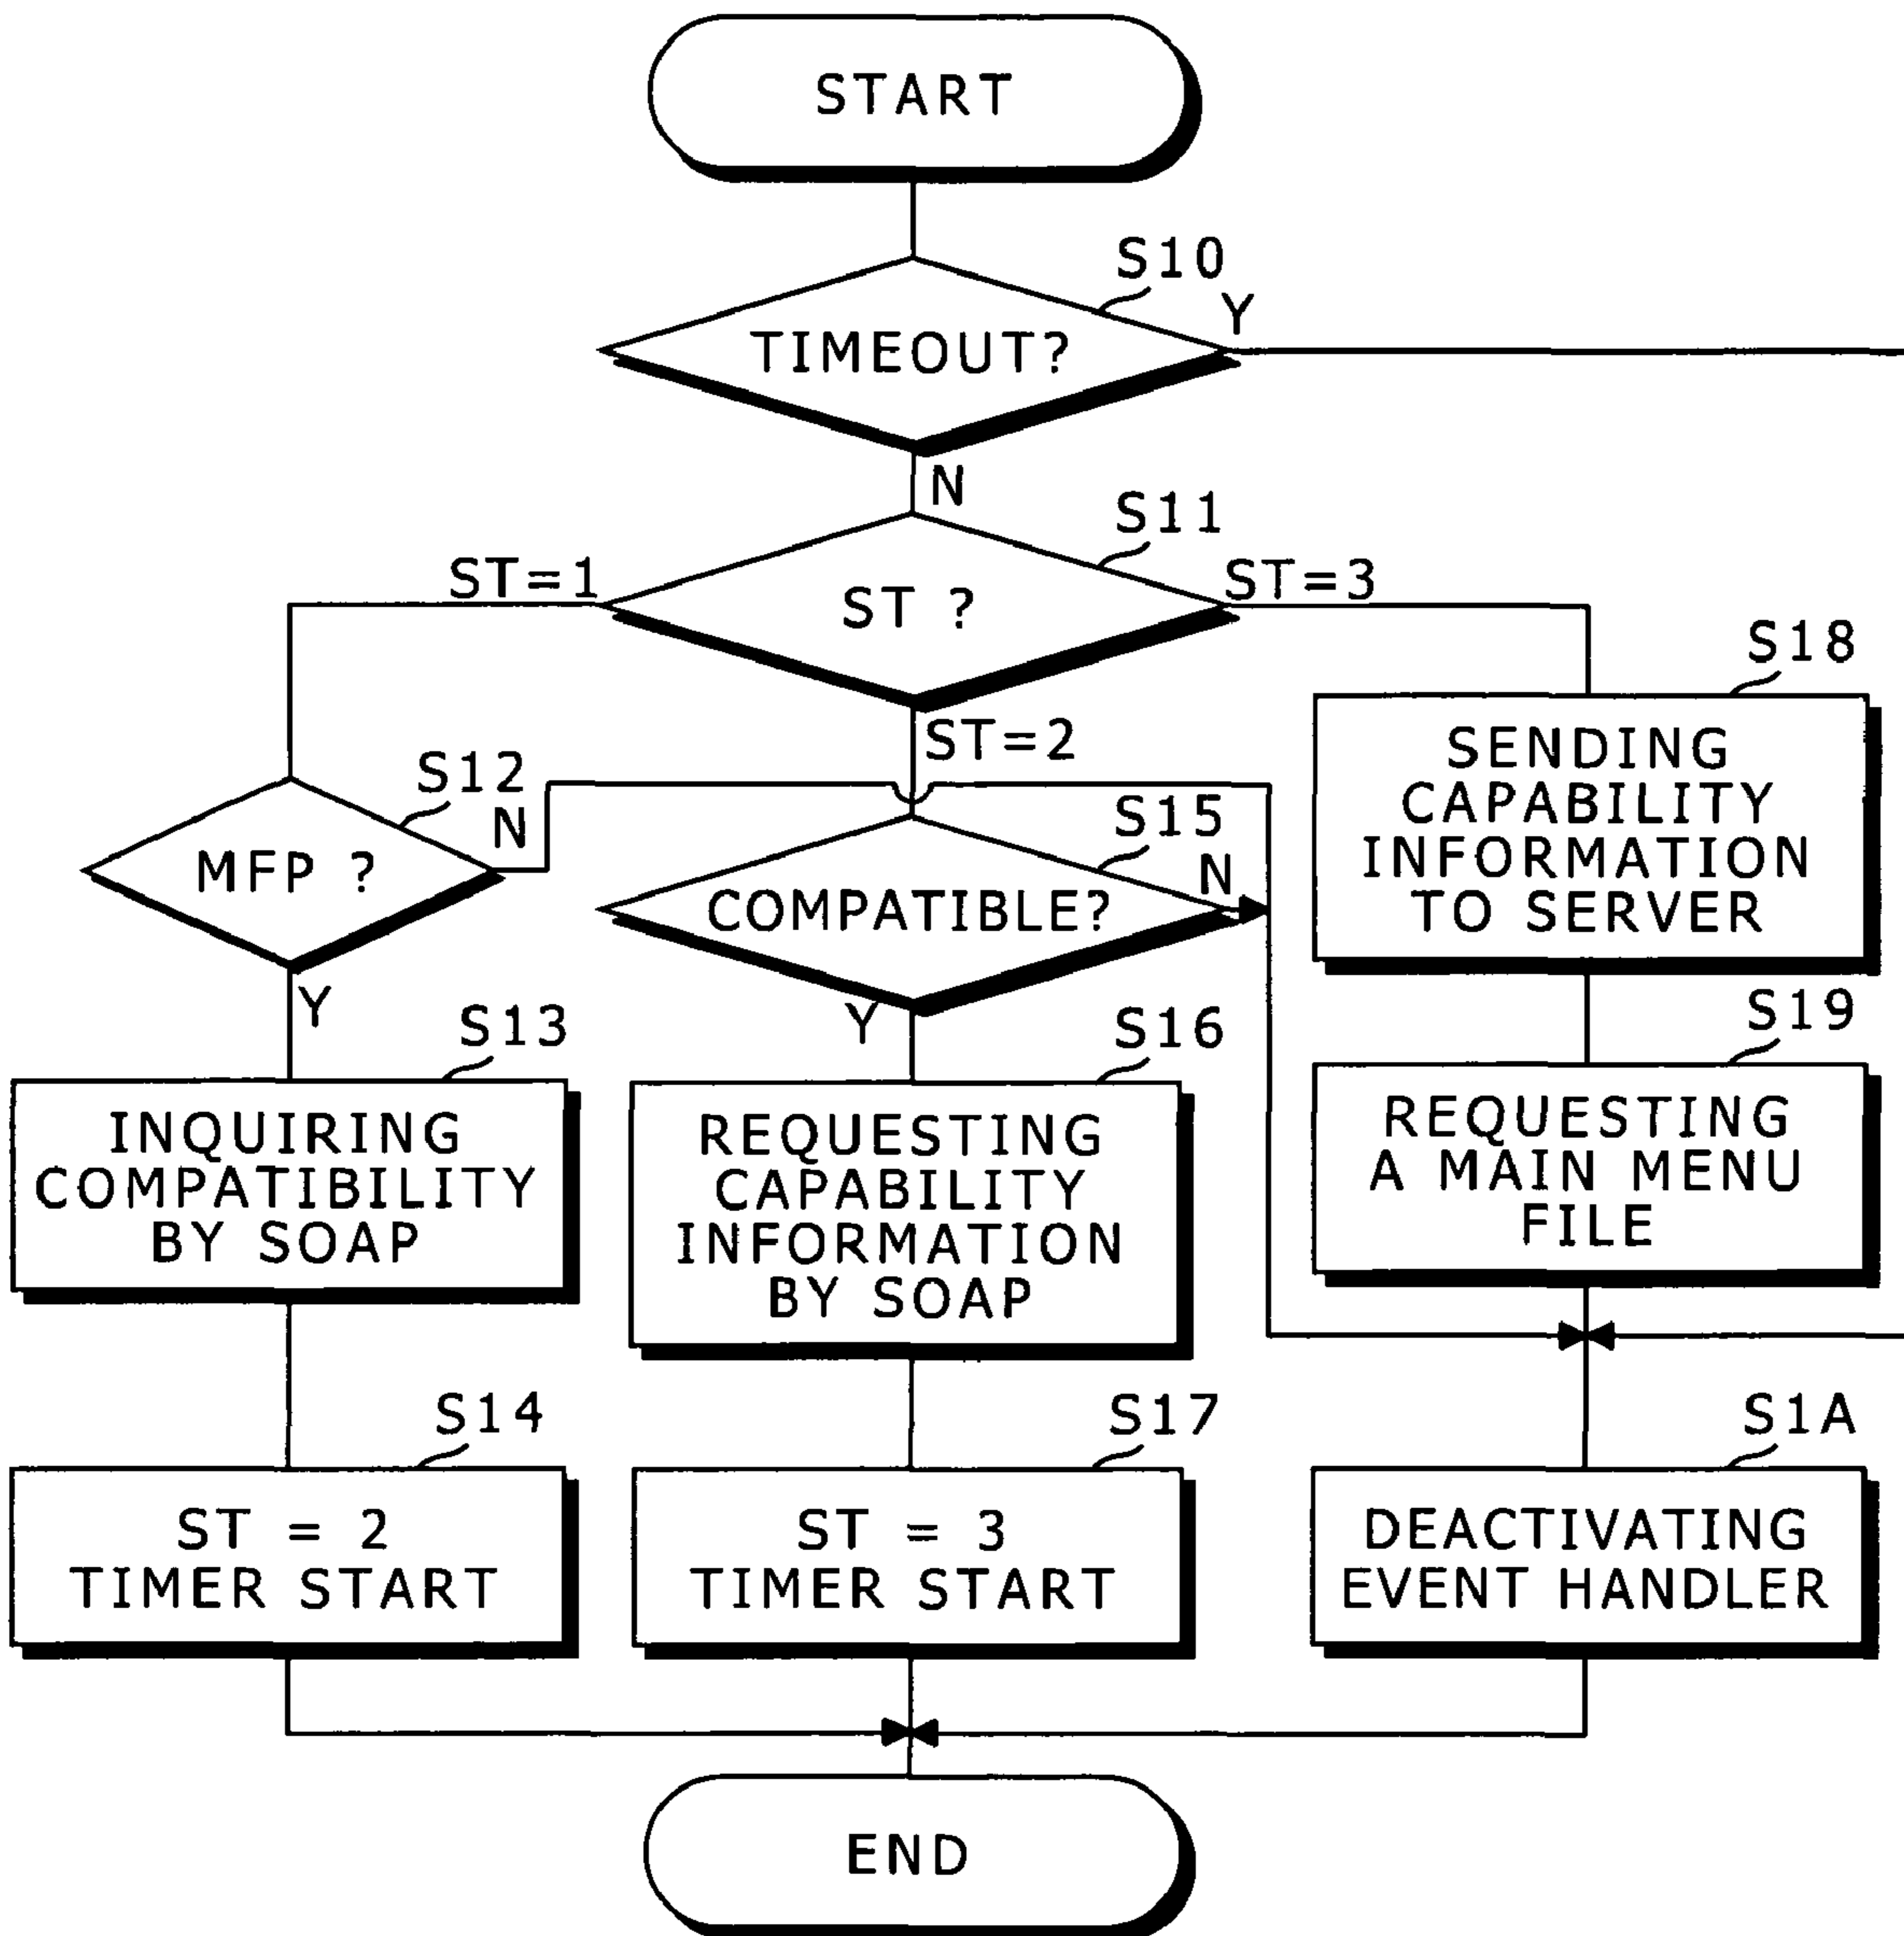 START
S10
TIMEOUT?
Y
N
S11
ST=1
ST ?
ST=3
ST=2
S12
MFP ?
N
Y
S15
COMPATIBLE?
N
Y
S18
SENDING
CAPABILITY
INFORMATION
TO SERVER
S13
INQUIRING
COMPATIBILITY
BY SOAP
S16
REQUESTING
CAPABILITY
INFORMATION
BY SOAP
S19
REQUESTING
A MAIN MENU
FILE
S14
ST = 2
TIMER START
S17
ST = 3
TIMER START
S1A
DEACTIVATING
EVENT HANDLER
END